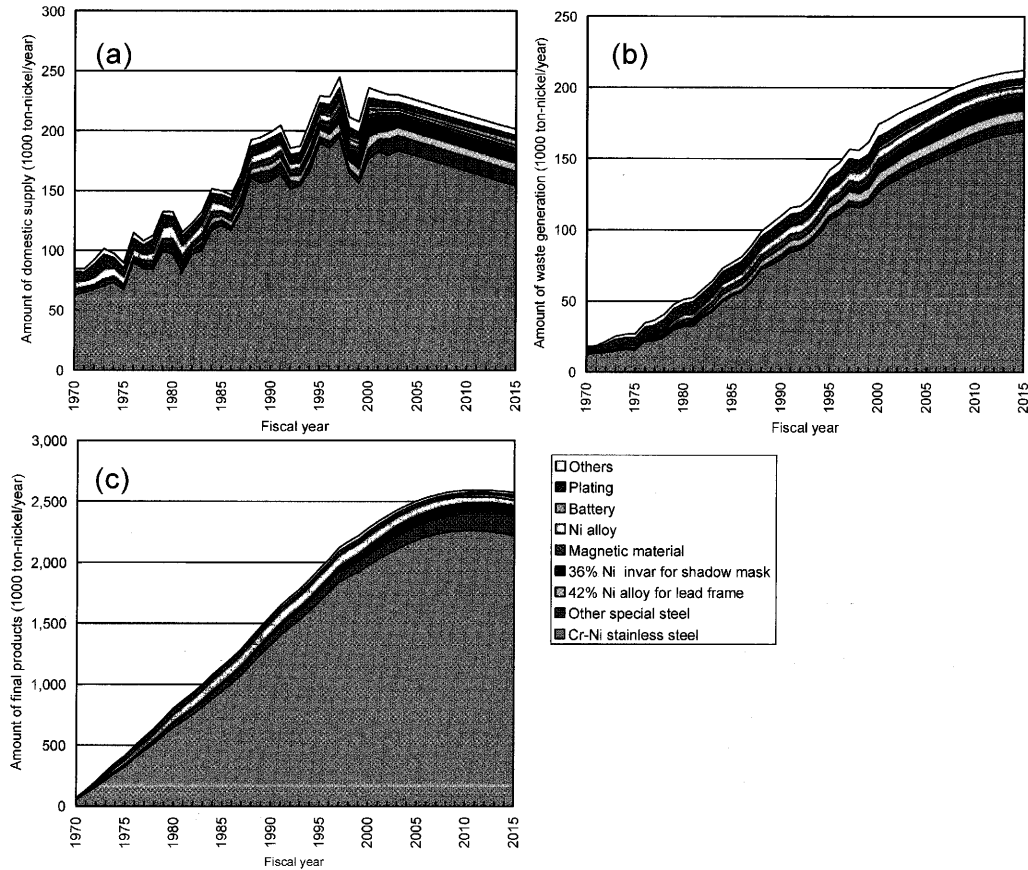 (a)
Amount of domestic supply (1000 ton-nickel/year)
300
250
200
150
100
50
0
1970
1975
1980
1985
1990
1995
2000
2005
2010
2015
Fiscal year
(b)
Amount of waste generation (1000 ton-nickel/year)
250
200
150
100
50
0
1970
1975
1980
1985
1990
1995
2000
2005
2010
2015
Fiscal year
(c)
Amount of final products (1000 ton-nickel/year)
3,000
2,500
2,000
1,500
1,000
500
0
1970
1975
1980
1985
1990
1995
2000
2005
2010
2015
Fiscal year
Others
Plating
Battery
Ni alloy
Magnetic material
36% Ni invar for shadow mask
42% Ni alloy for lead frame
Other special steel
Cr-Ni stainless steel